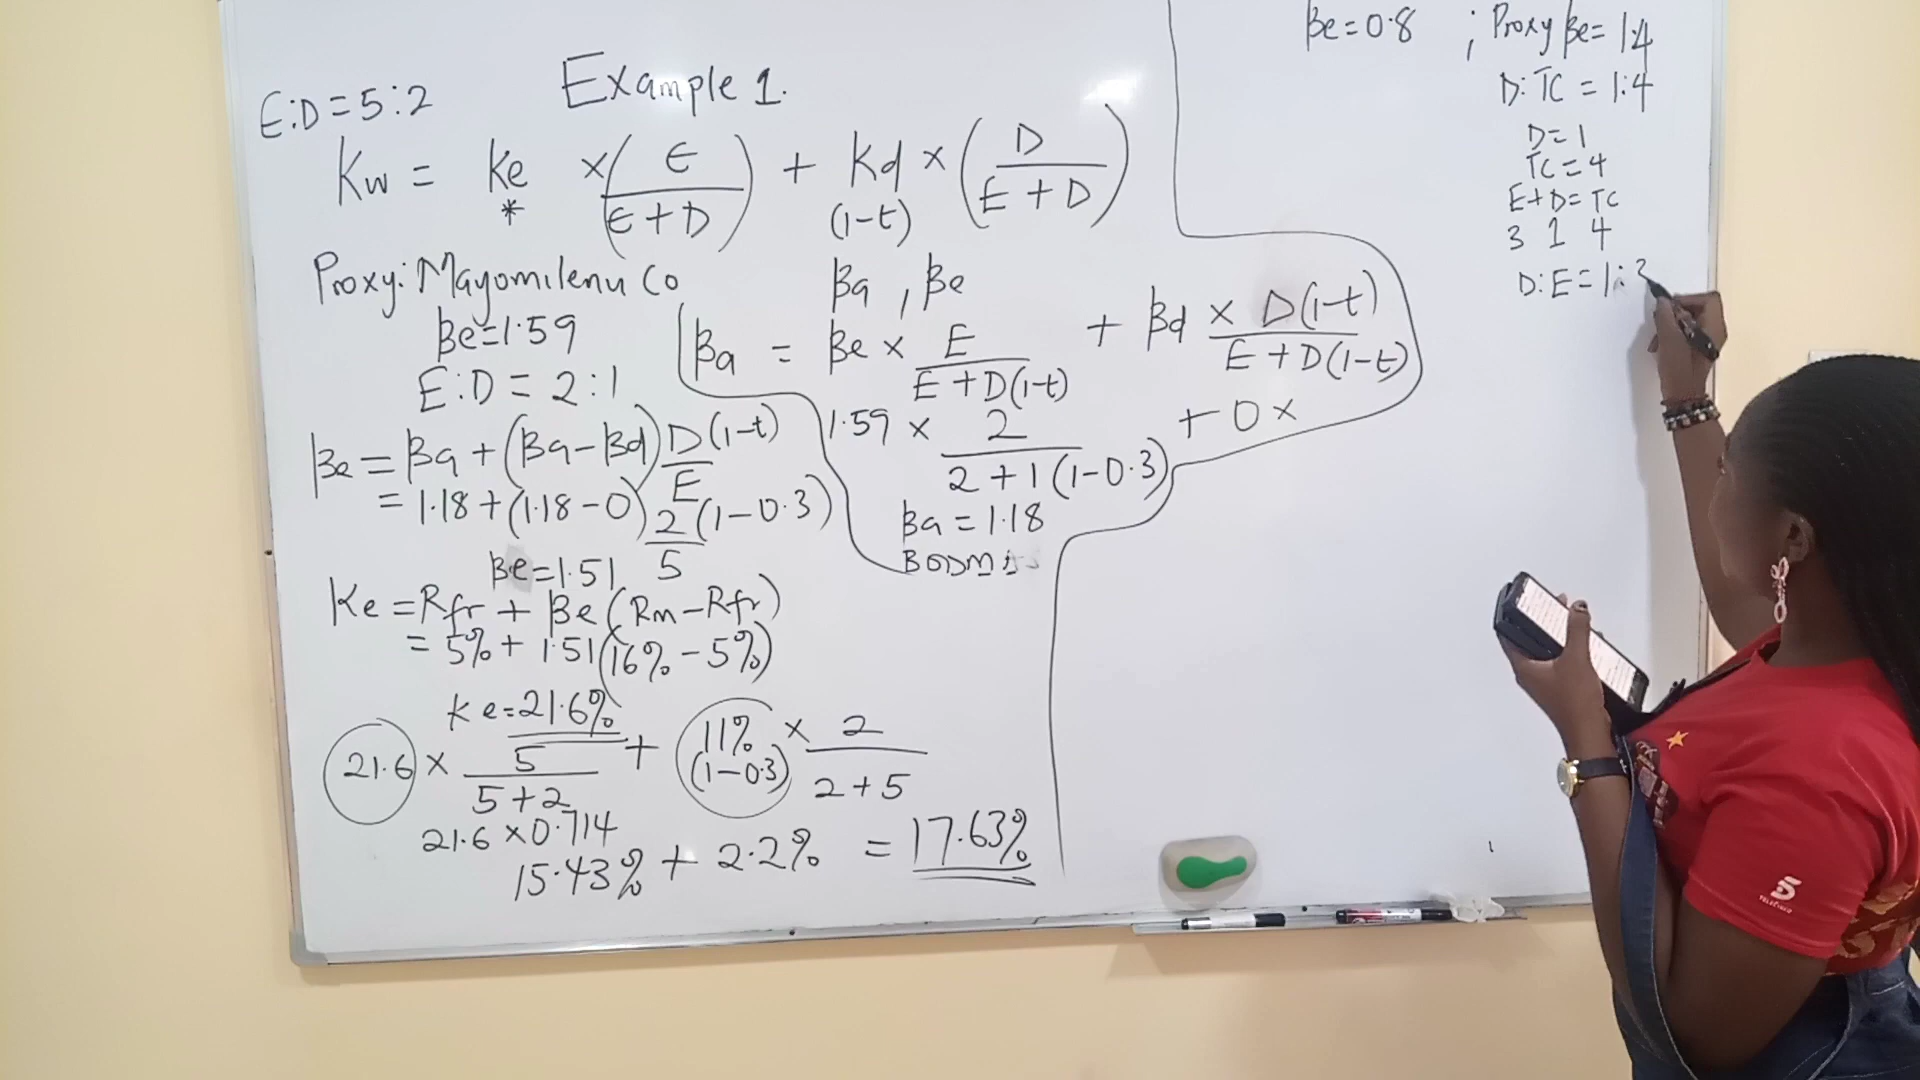 E:D = 5:2
Example 1.
Kw = Ke × ( E / E + D ) + Kd × ( D / E + D )
* (1-t)
Proxy: Mayomilenu Co
βe = 1.59
E:D = 2:1
βe = βa + (βa - βd) D(1-t) / E
= 1.18 + (1.18 - 0) 2(1-0.3) / 5
βe = 1.51
Ke = Rfr + βe (Rm - Rfr)
= 5% + 1.51 (16% - 5%)
Ke = 21.6%
21.6 × 5 / 5+2 + 11% (1-0.3) × 2 / 2+5
21.6 × 0.714
15.43% + 2.2% = 17.63%
βa , βe
βa = βe × E / E + D(1-t) + βd × D(1-t) / E + D(1-t)
1.59 × 2 / 2 + 1(1-0.3) + 0 ×
βa = 1.18
BODM
βe = 0.8 ; Proxy βe = 1.4
D:TC = 1:4
D = 1
TC = 4
E+D = TC
3 1 4
D:E = 1:3
TELECINCO